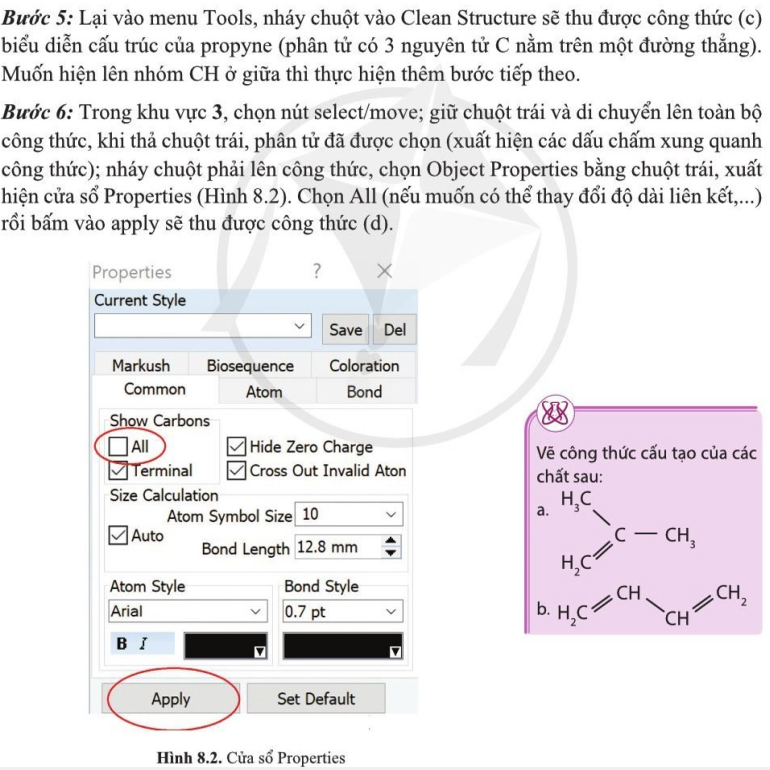 Bước 5: Lại vào menu Tools, nháy chuột vào Clean Structure sẽ thu được công thức (c)
biểu diễn cấu trúc của propyne (phân tử có 3 nguyên tử C nằm trên một đường thẳng).
Muốn hiện lên nhóm CH ở giữa thì thực hiện thêm bước tiếp theo.
Bước 6: Trong khu vực 3, chọn nút select/move; giữ chuột trái và di chuyển lên toàn bộ
công thức, khi thả chuột trái, phân tử đã được chọn (xuất hiện các dấu chấm xung quanh
công thức); nháy chuột phải lên công thức, chọn Object Properties bằng chuột trái, xuất
hiện cửa sổ Properties (Hình 8.2). Chọn All (nếu muốn có thể thay đổi độ dài liên kết,...)
rồi bấm vào apply sẽ thu được công thức (d).
Properties ? ×
Current Style
Save Del
Markush Biosequence Coloration
Common Atom Bond
Show Carbons
All Hide Zero Charge
Terminal Cross Out Invalid Aton
Size Calculation
Atom Symbol Size 10
Auto
Bond Length 12.8 mm
Atom Style Bond Style
Arial 0.7 pt
B I
Apply Set Default
Hình 8.2. Cửa sổ Properties
Vẽ công thức cấu tạo của các
chất sau:
a. H₃C
C — CH₃
H₂C
b. H₂C CH CH CH₂